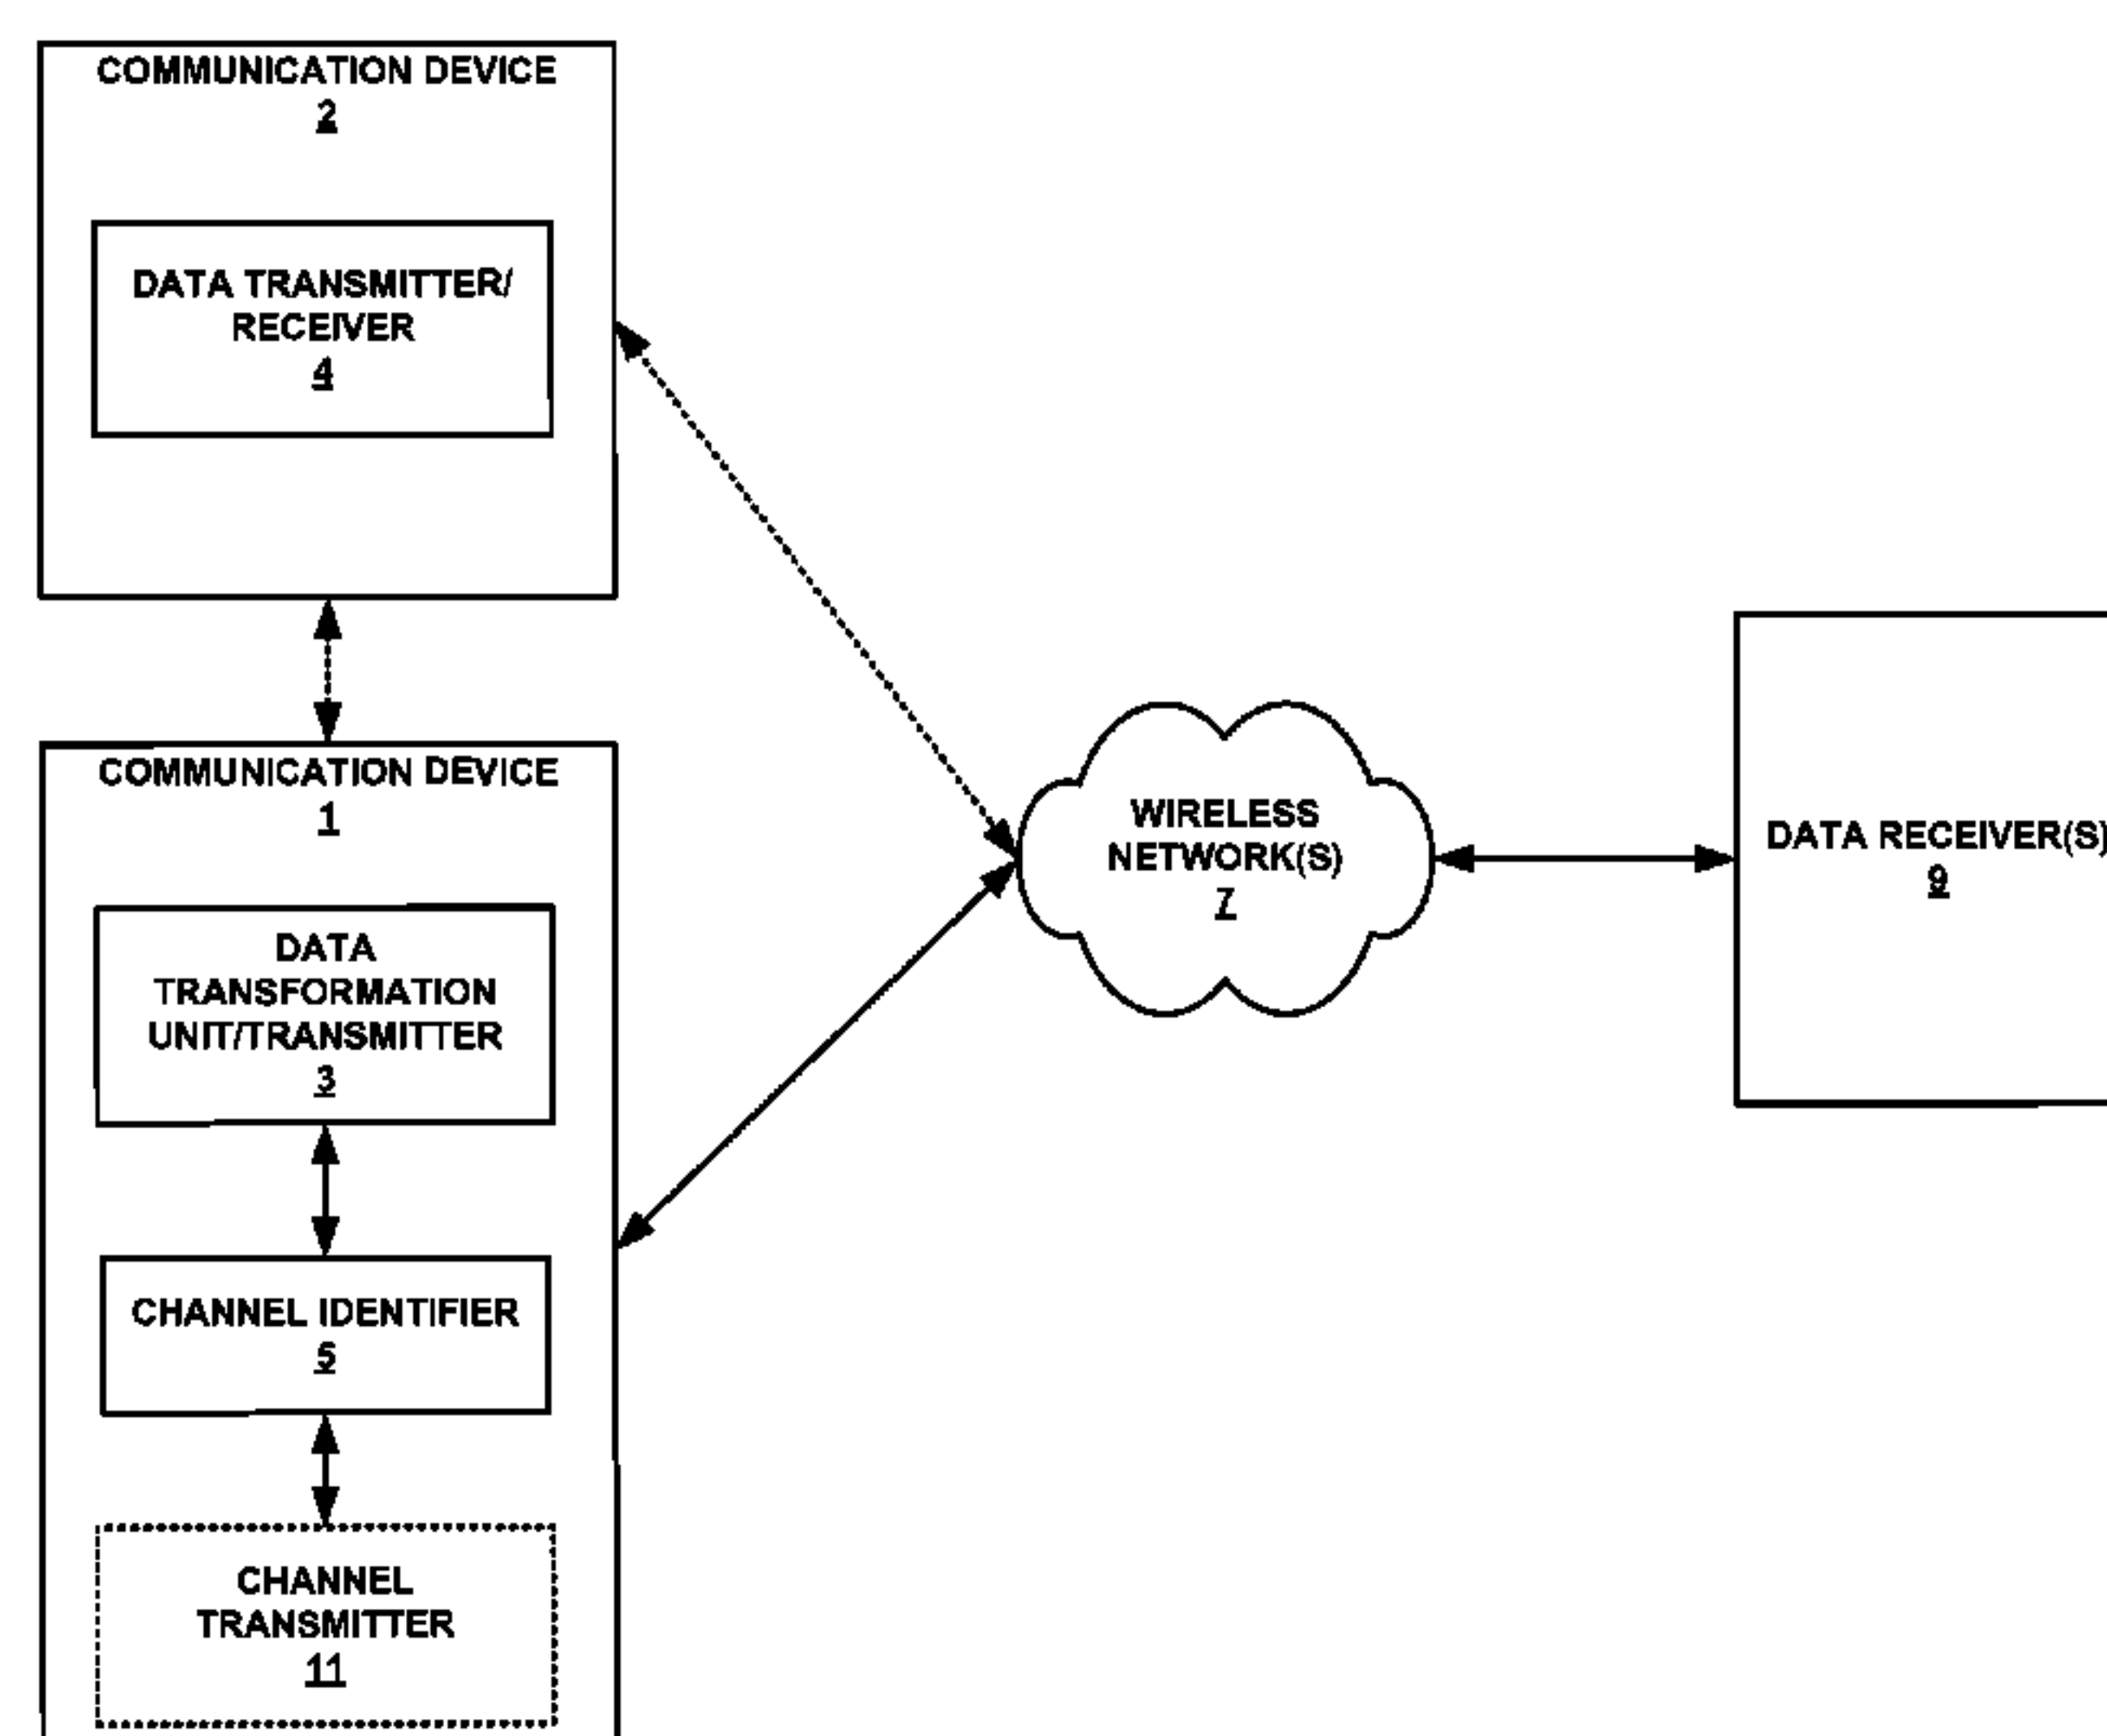 COMMUNICATION DEVICE
2
DATA TRANSMITTER/
RECEIVER
4
COMMUNICATION DEVICE
1
DATA
TRANSFORMATION
UNIT/TRANSMITTER
3
CHANNEL IDENTIFIER
5
CHANNEL
TRANSMITTER
11
WIRELESS
NETWORK(S)
7
DATA RECEIVER(S)
9